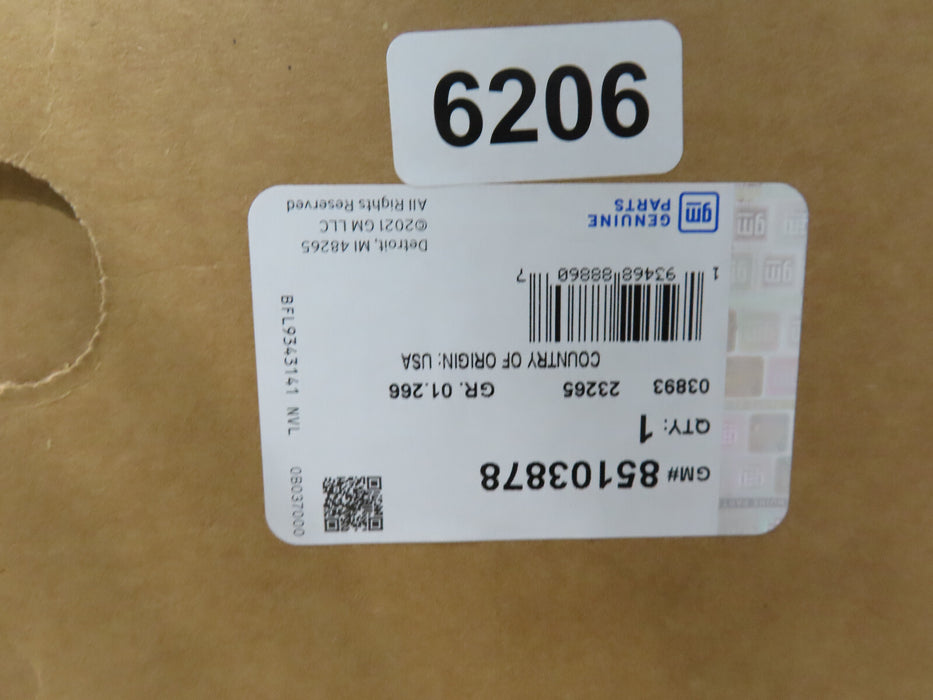 6206
GM# 85103878
QTY: 1
03893 23265 GR. 01.266
COUNTRY OF ORIGIN: USA
1 93468 88860 7
gm GENUINE
PARTS
Detroit, MI 48265
©2021 GM LLC
All Rights Reserved
BFL9343141 NVL 0B037000